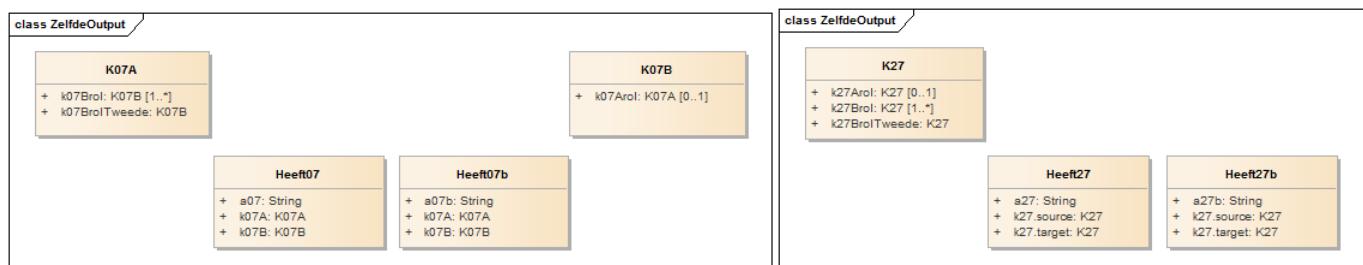 class ZelfdeOutput
K07A
+ k07Brol: K07B [1..*]
+ k07BrolTweede: K07B
K07B
+ k07Arol: K07A [0..1]
Heeft07
+ a07: String
+ k07A: K07A
+ k07B: K07B
Heeft07b
+ a07b: String
+ k07A: K07A
+ k07B: K07B
class ZelfdeOutput
K27
+ k27Arol: K27 [0..1]
+ k27Brol: K27 [1..*]
+ k27BrolTweede: K27
Heeft27
+ a27: String
+ k27.source: K27
+ k27.target: K27
Heeft27b
+ a27b: String
+ k27.source: K27
+ k27.target: K27